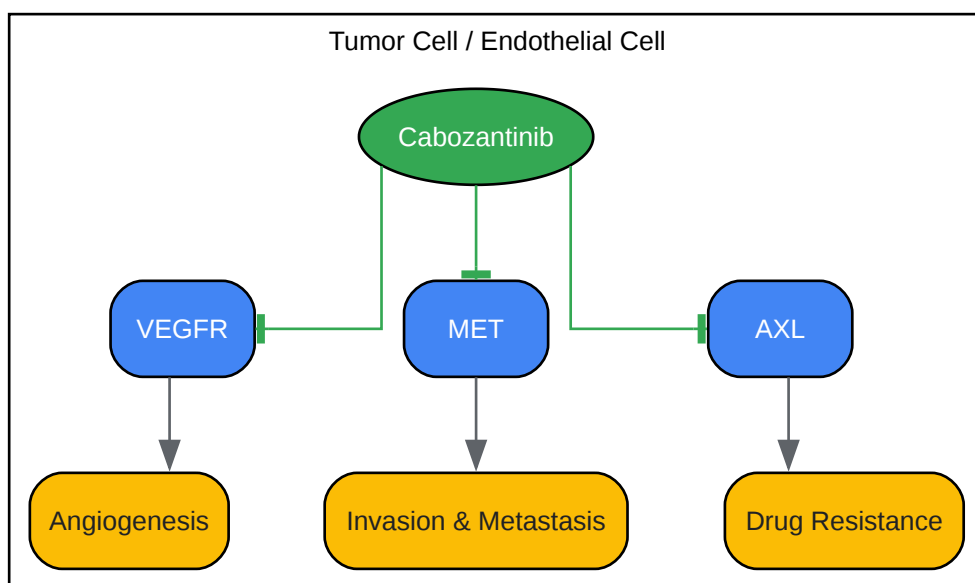 Tumor Cell / Endothelial Cell
Cabozantinib
VEGFR
MET
AXL
Angiogenesis
Invasion & Metastasis
Drug Resistance